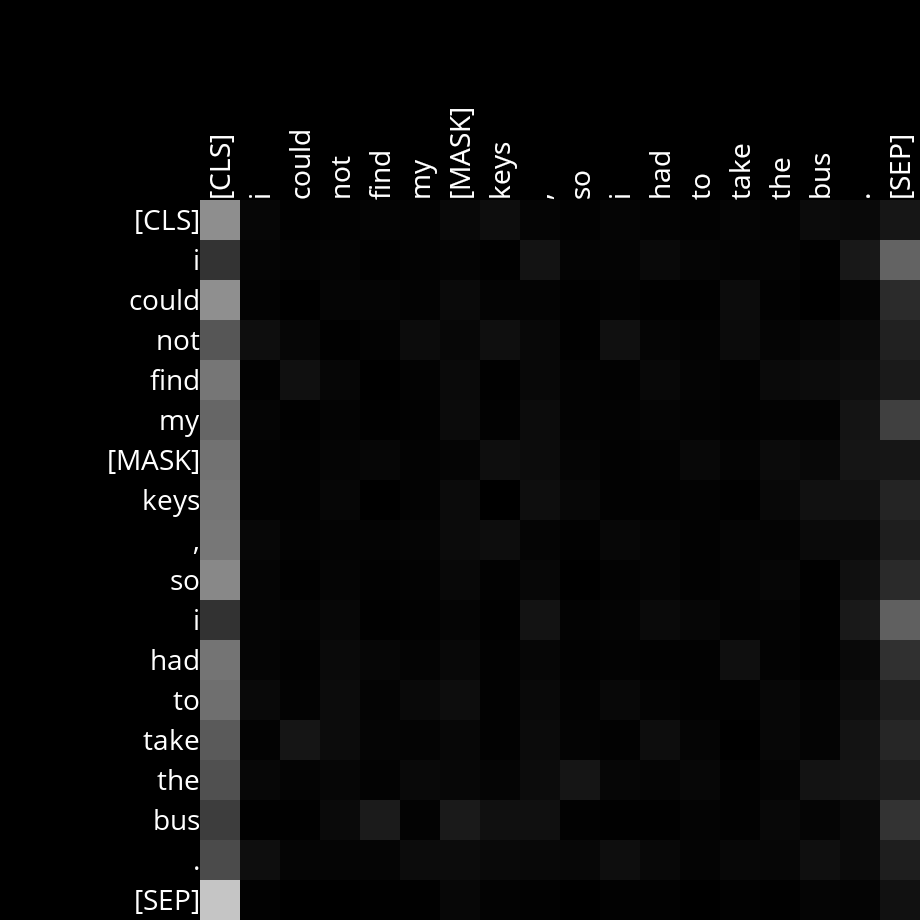 [CLS] i could not find my [MASK] keys , so i had to take the bus . [SEP]
[CLS]
i
could
not
find
my
[MASK]
keys
,
so
i
had
to
take
the
bus
.
[SEP]